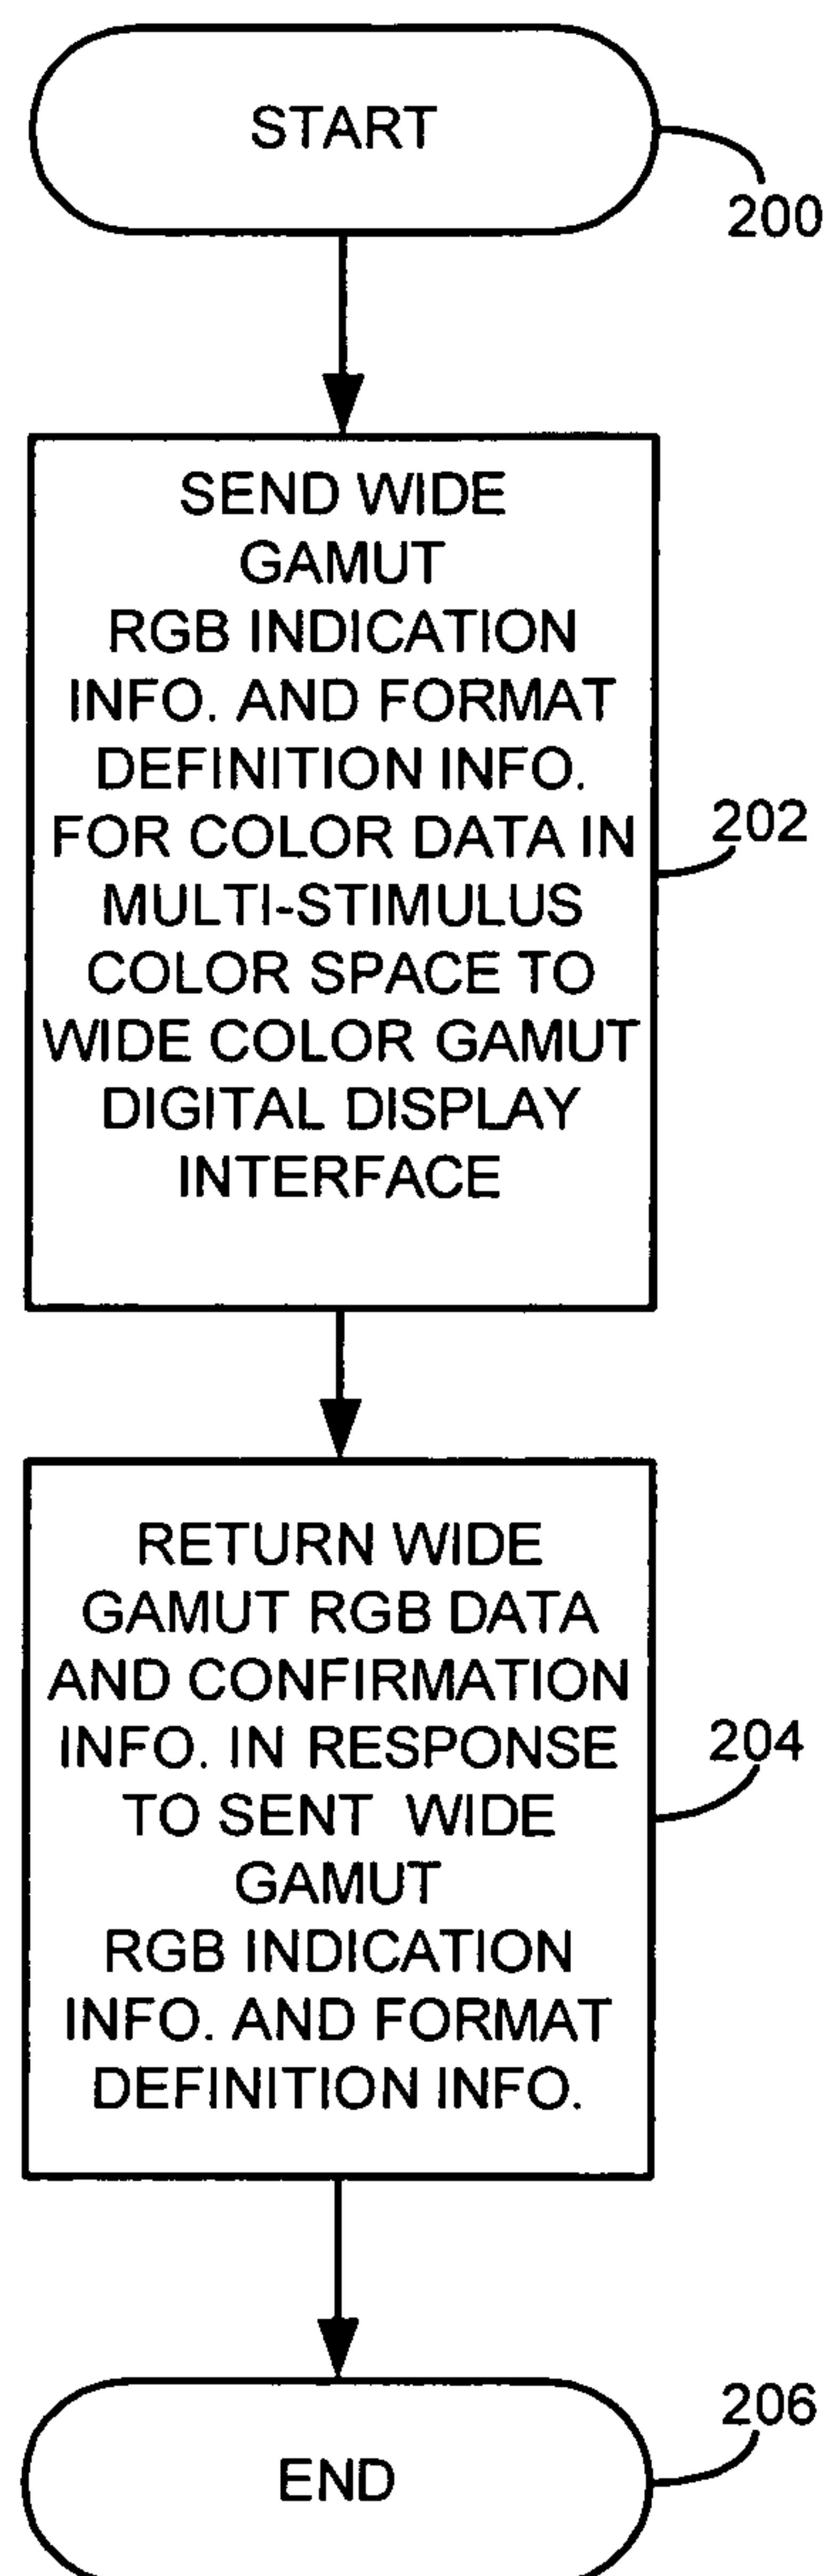 START
200
SEND WIDE
GAMUT
RGB INDICATION
INFO. AND FORMAT
DEFINITION INFO.
FOR COLOR DATA IN
MULTI-STIMULUS
COLOR SPACE TO
WIDE COLOR GAMUT
DIGITAL DISPLAY
INTERFACE
202
RETURN WIDE
GAMUT RGB DATA
AND CONFIRMATION
INFO. IN RESPONSE
TO SENT WIDE
GAMUT
RGB INDICATION
INFO. AND FORMAT
DEFINITION INFO.
204
END
206